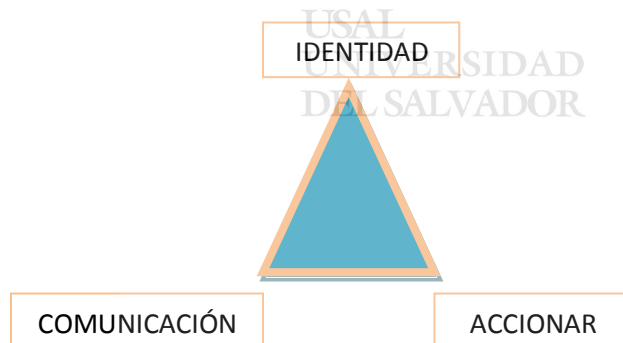 USAL
IDENTIDAD
UNIVERSIDAD
DEL SALVADOR
COMUNICACIÓN
ACCIONAR